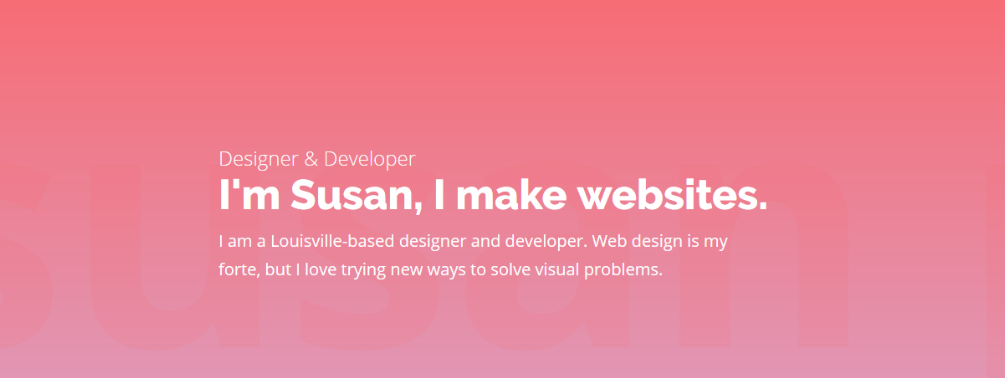 Designer & Developer
I'm Susan, I make websites.
I am a Louisville-based designer and developer. Web design is my
forte, but I love trying new ways to solve visual problems.
susan